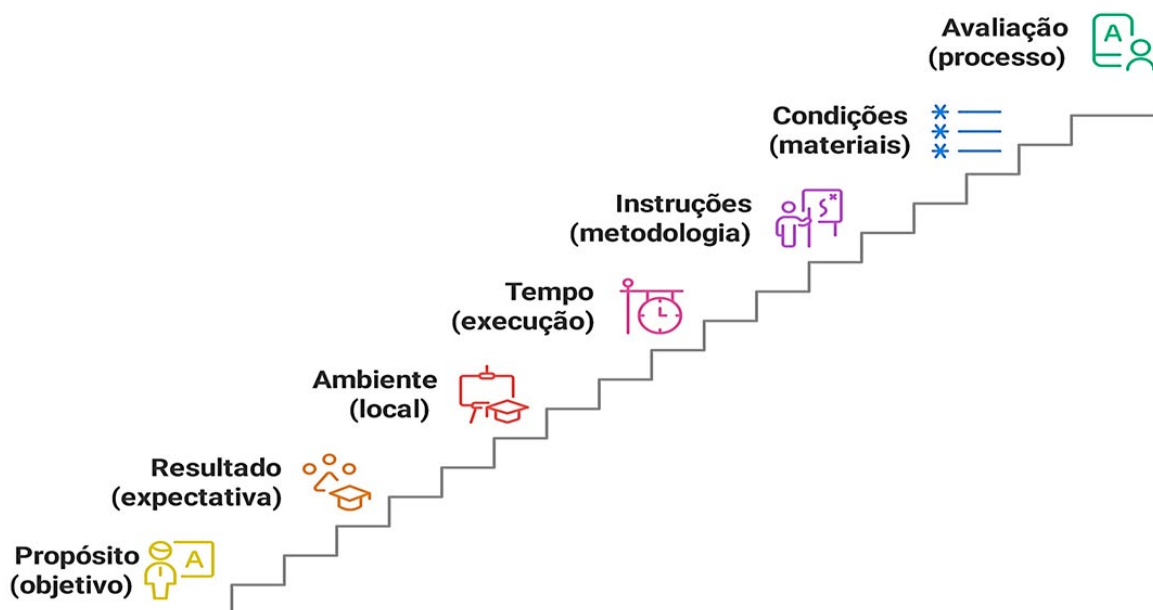 Avaliação
(processo)
A
Condições
(materiais)
Instruções
(metodologia)
Tempo
(execução)
Ambiente
(local)
Resultado
(expectativa)
Propósito
(objetivo)
A